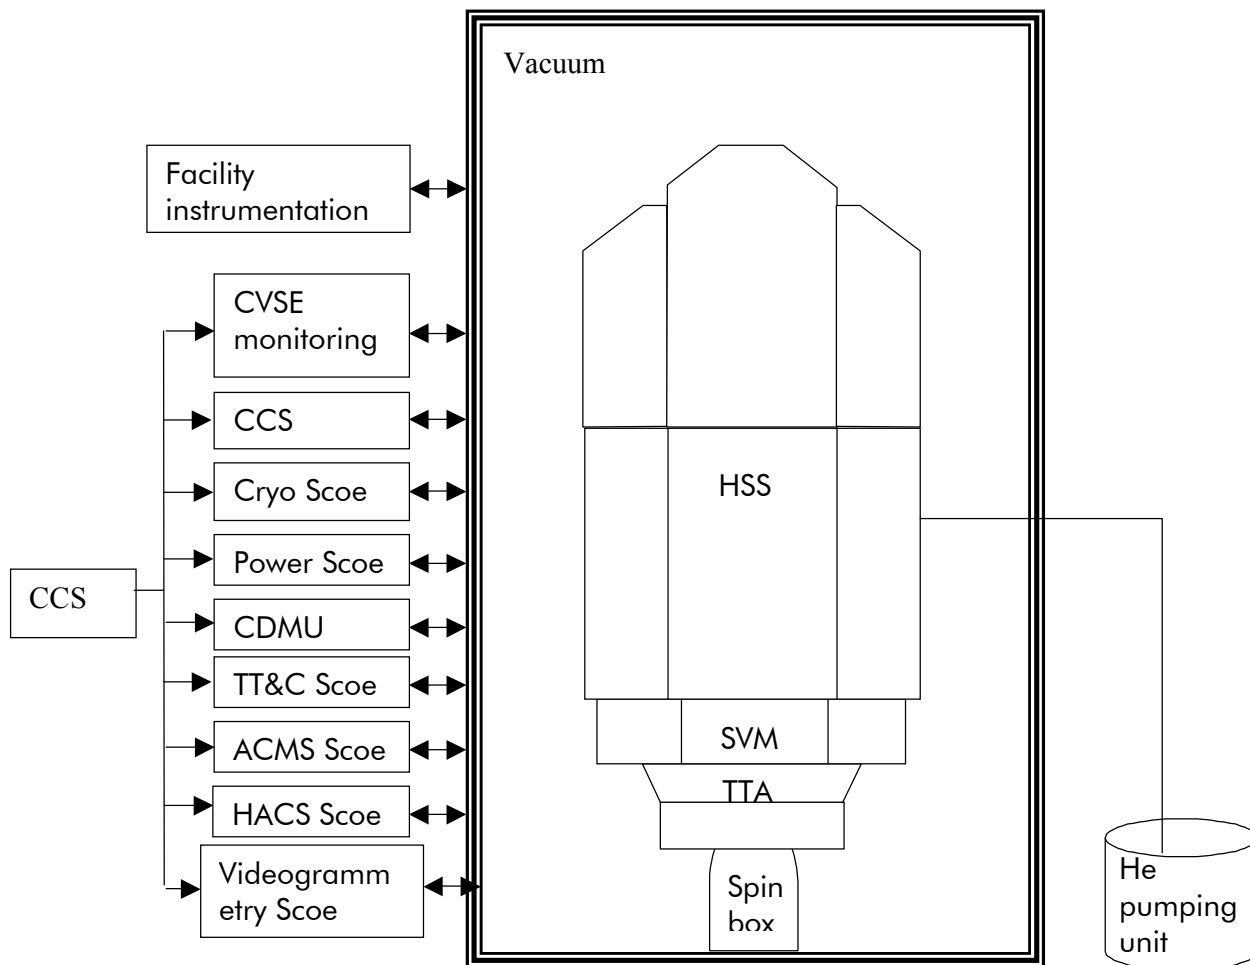 Vacuum
Facility
instrumentation
CVSE
monitoring
CCS
Cryo Scoe
Power Scoe
CDMU
TT&C Scoe
ACMS Scoe
HACS Scoe
Videogramm
etry Scoe
CCS
HSS
SVM
TTA
Spin
box
He
pumping
unit